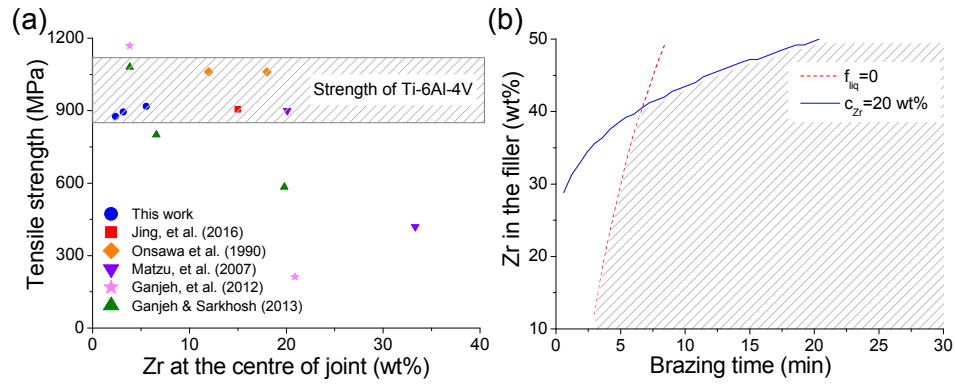 (a)
1200
900
600
300
0
Tensile strength (MPa)
Strength of Ti-6Al-4V
This work
Jing, et al. (2016)
Onsawa et al. (1990)
Matzu, et al. (2007)
Ganjeh, et al. (2012)
Ganjeh & Sarkhosh (2013)
0 10 20 30 40
Zr at the centre of joint (wt%)
(b)
50
40
30
20
10
Zr in the filler (wt%)
f_liq=0
c_Zr=20 wt%
0 5 10 15 20 25 30
Brazing time (min)